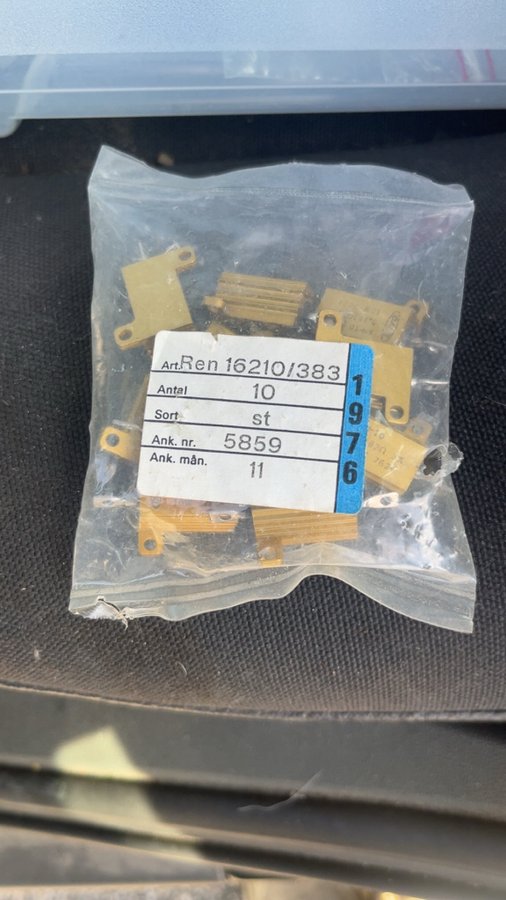 Art. Ren 16210/383
Antal 10
Sort st
Ank. nr. 5859
Ank. mån. 11
1976